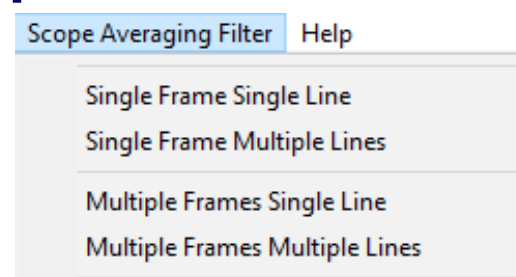 Scope Averaging Filter Help
Single Frame Single Line
Single Frame Multiple Lines
Multiple Frames Single Line
Multiple Frames Multiple Lines